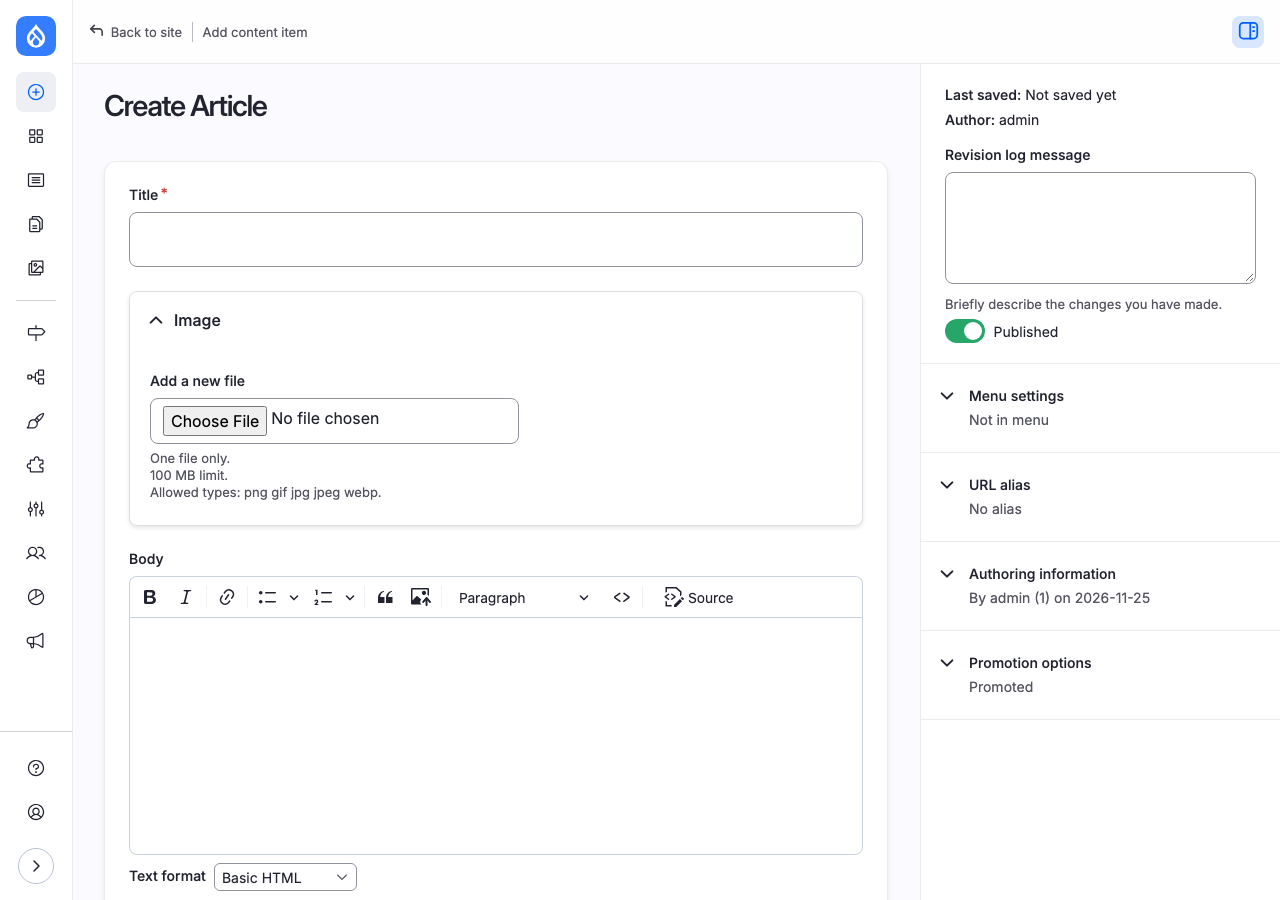 Back to site
Add content item
Create Article
Title *
Image
Add a new file
Choose File No file chosen
One file only.
100 MB limit.
Allowed types: png gif jpg jpeg webp.
Body
B I Paragraph Source
Text format Basic HTML
Last saved: Not saved yet
Author: admin
Revision log message
Briefly describe the changes you have made.
Published
Menu settings
Not in menu
URL alias
No alias
Authoring information
By admin (1) on 2026-11-25
Promotion options
Promoted